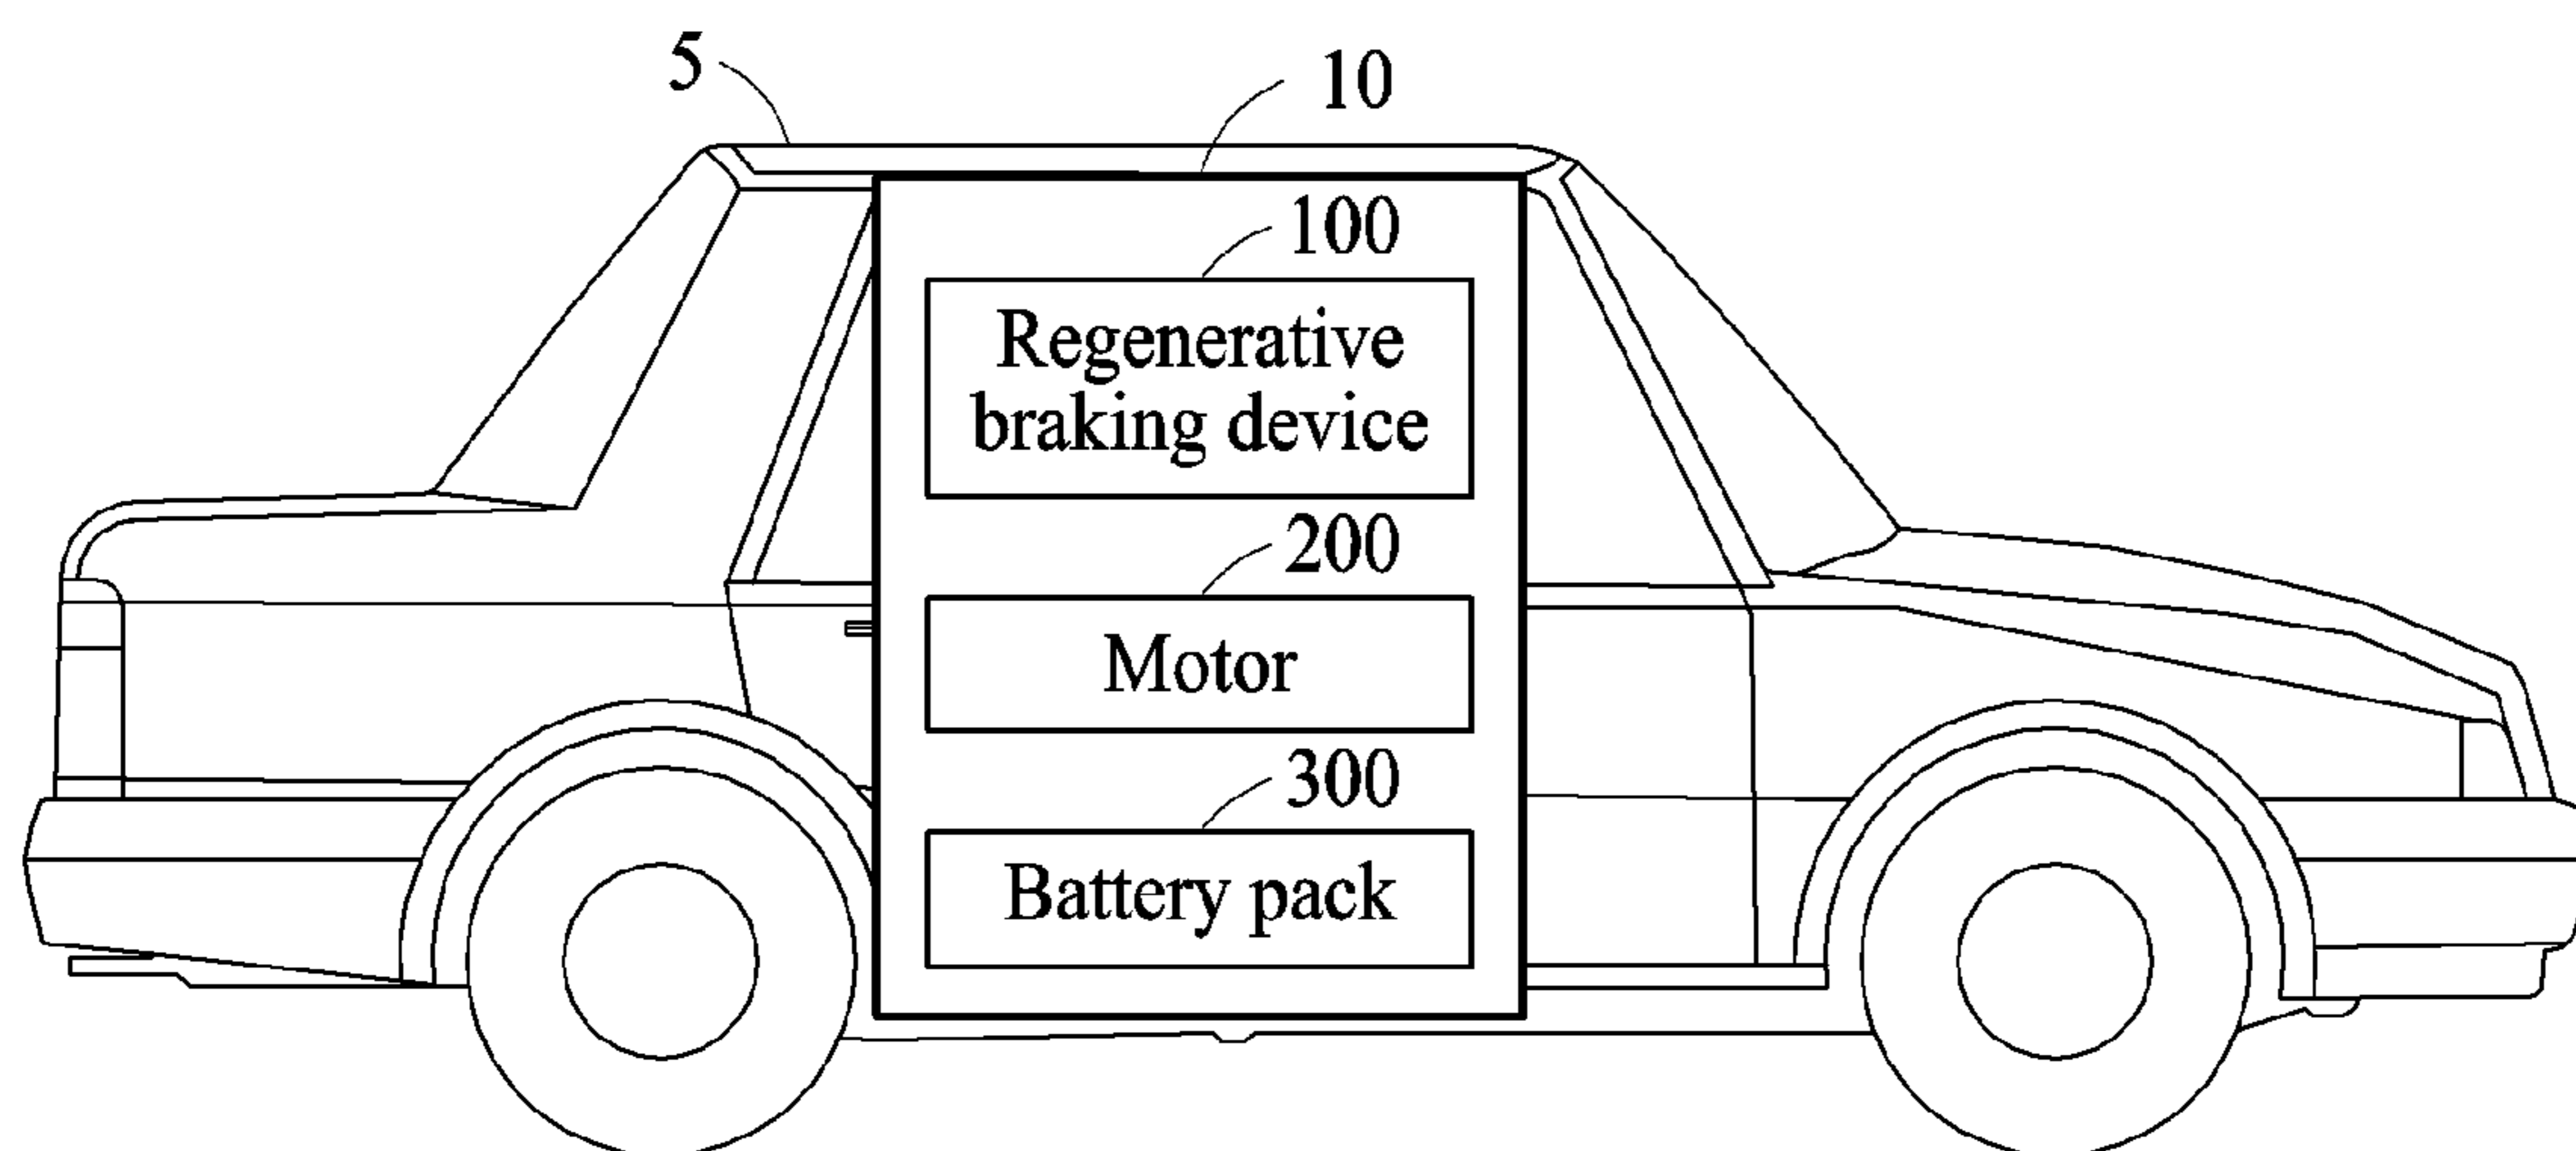 5
10
100
Regenerative
braking device
200
Motor
300
Battery pack